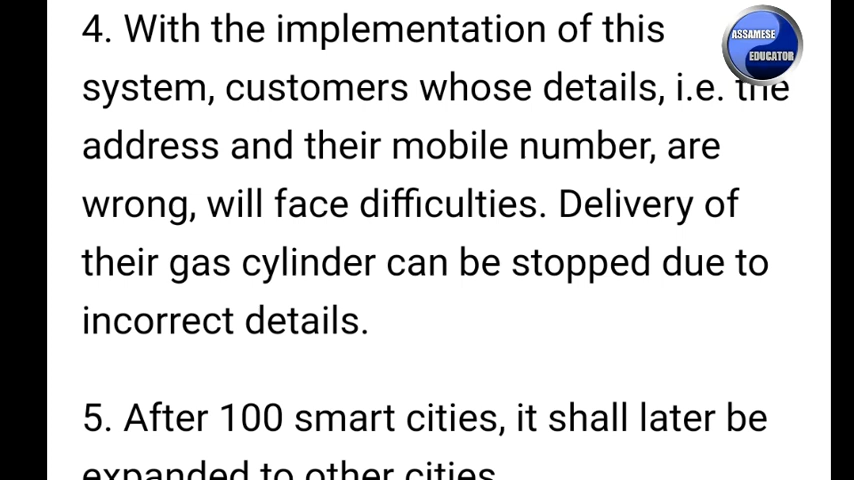 4. With the implementation of this
system, customers whose details, i.e. the
address and their mobile number, are
wrong, will face difficulties. Delivery of
their gas cylinder can be stopped due to
incorrect details.
5. After 100 smart cities, it shall later be
expanded to other cities
ASSAMESE
EDUCATOR